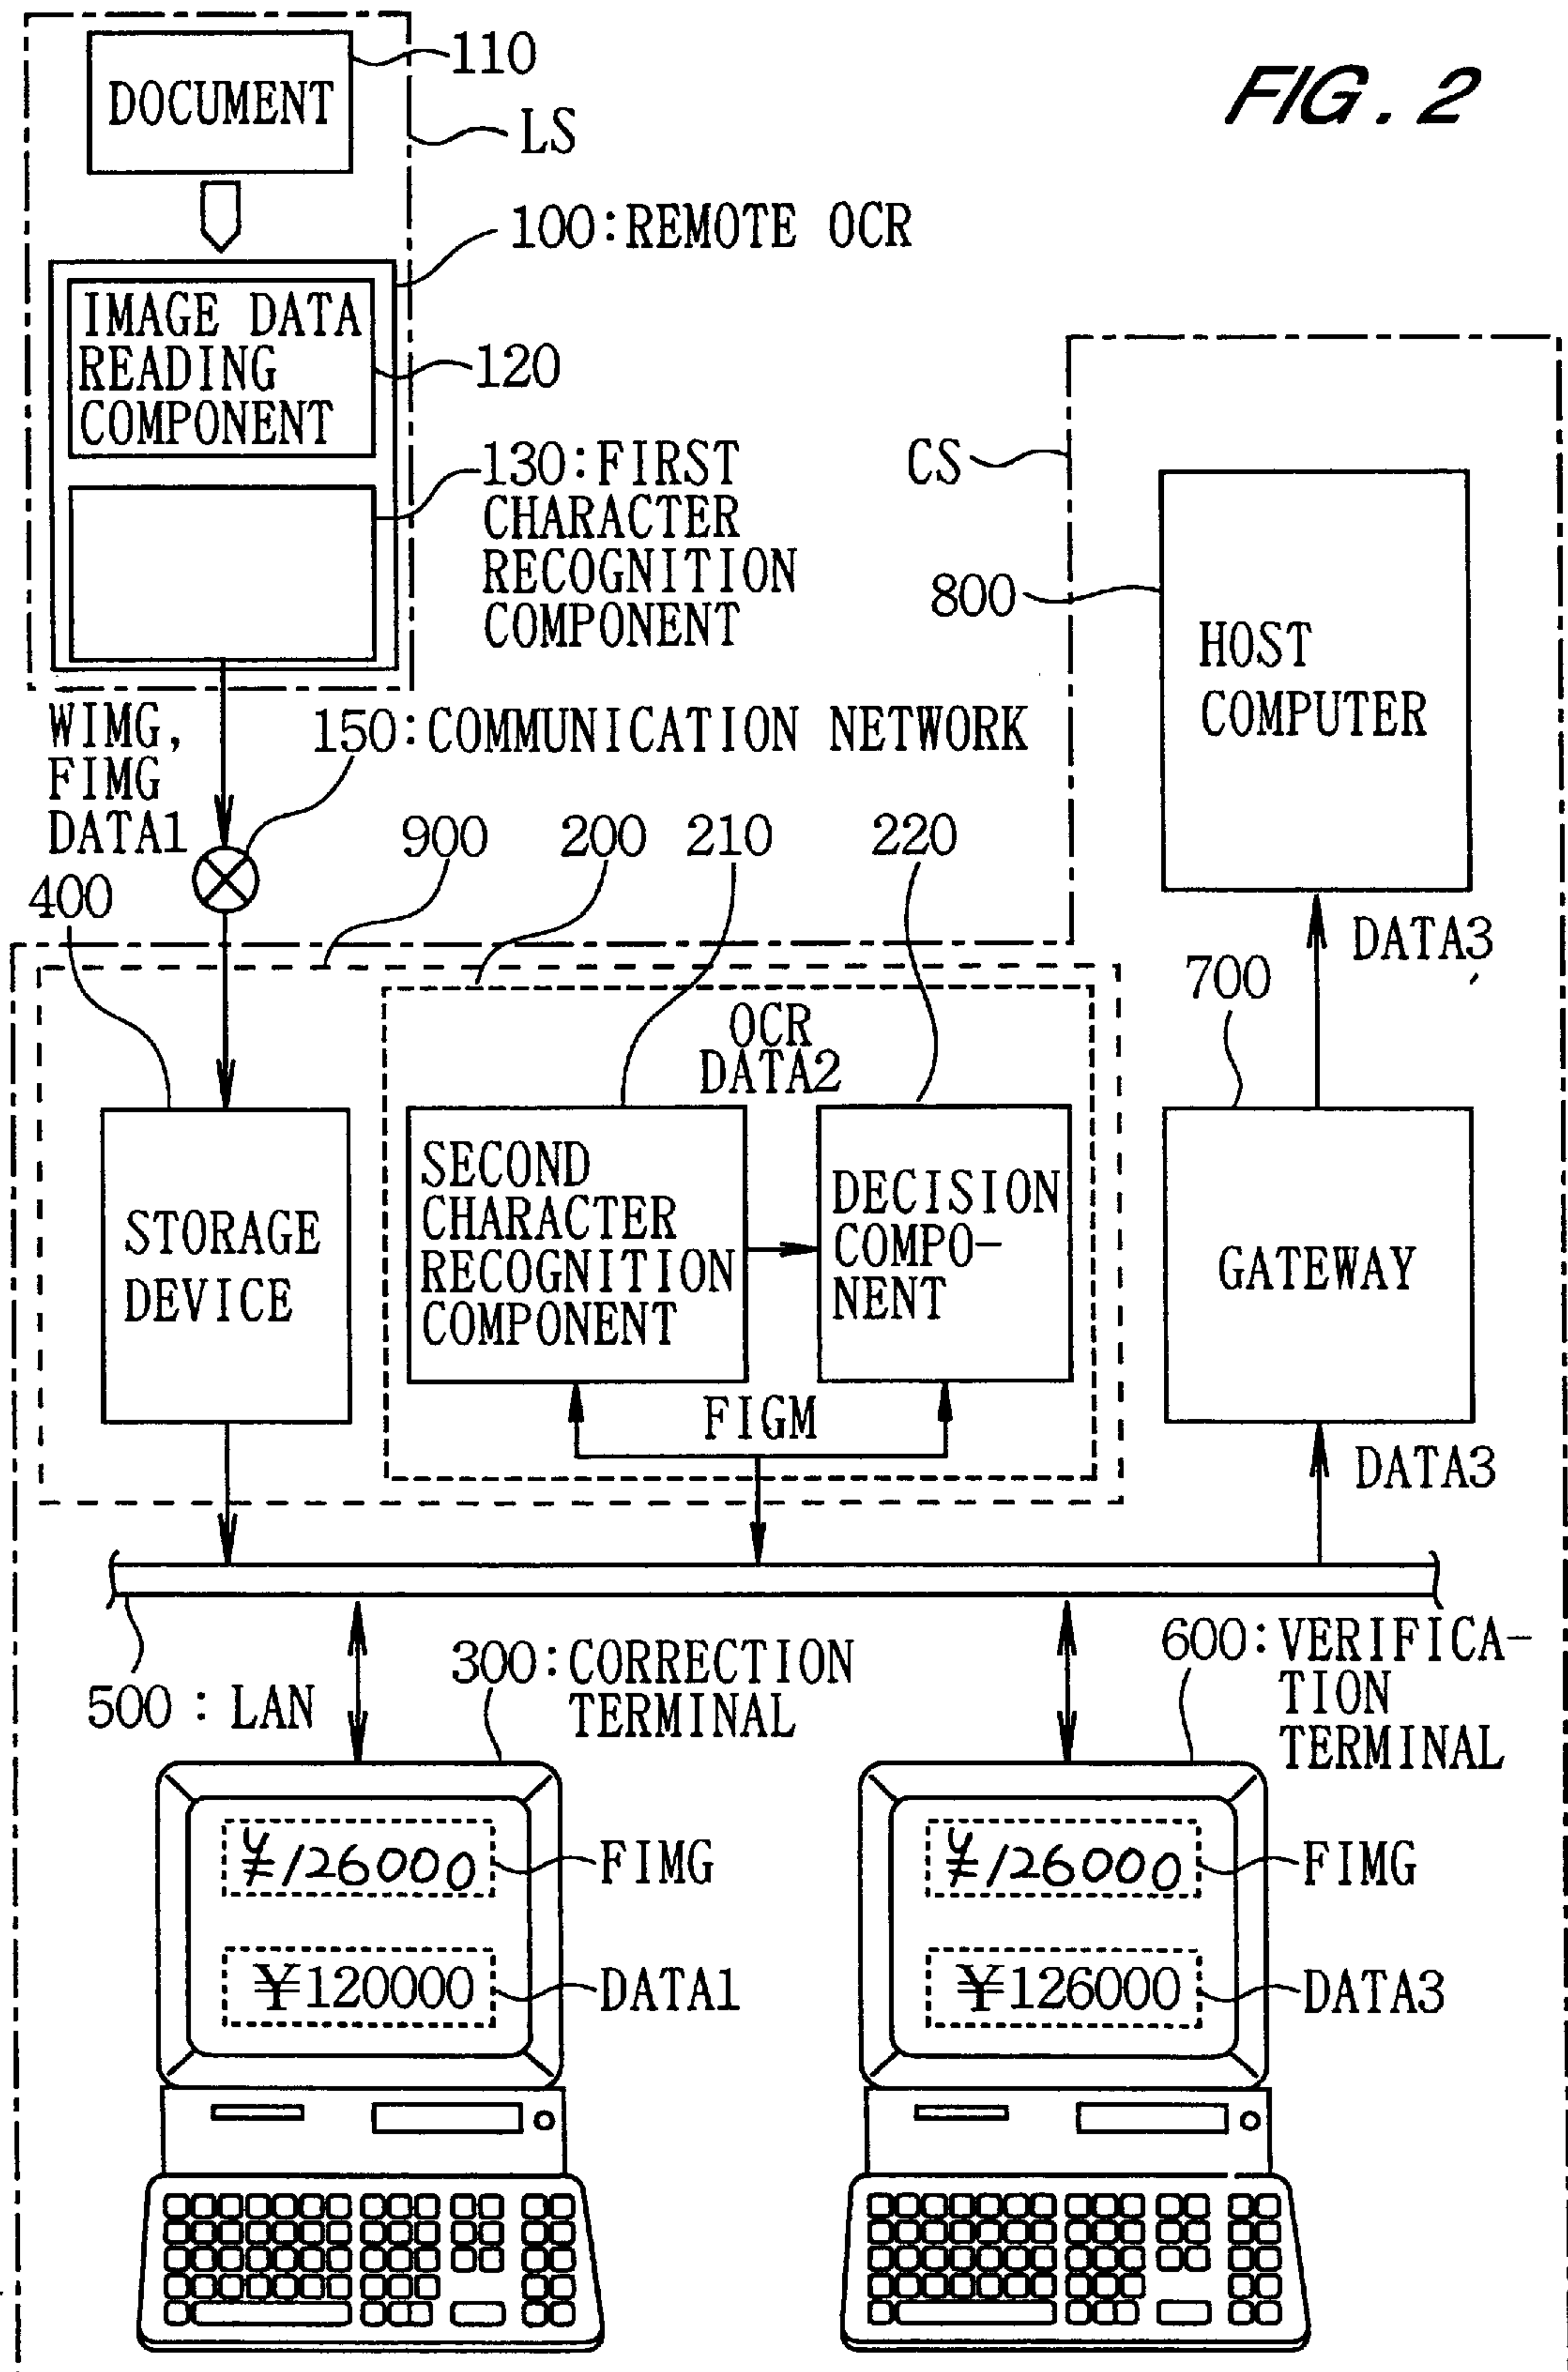 FIG. 2
DOCUMENT
110
LS
100:REMOTE OCR
IMAGE DATA
READING
COMPONENT
120
130:FIRST
CHARACTER
RECOGNITION
COMPONENT
CS
800
HOST
COMPUTER
WIMG,
FIMG
DATA1
150:COMMUNICATION NETWORK
400
900
200
210
220
DATA3
700
OCR
DATA2
STORAGE
DEVICE
SECOND
CHARACTER
RECOGNITION
COMPONENT
DECISION
COMPO-
NENT
GATEWAY
FIGM
DATA3
500:LAN
300:CORRECTION
TERMINAL
600:VERIFICA-
TION
TERMINAL
¥126000
FIMG
¥120000
DATA1
¥126000
FIMG
¥126000
DATA3